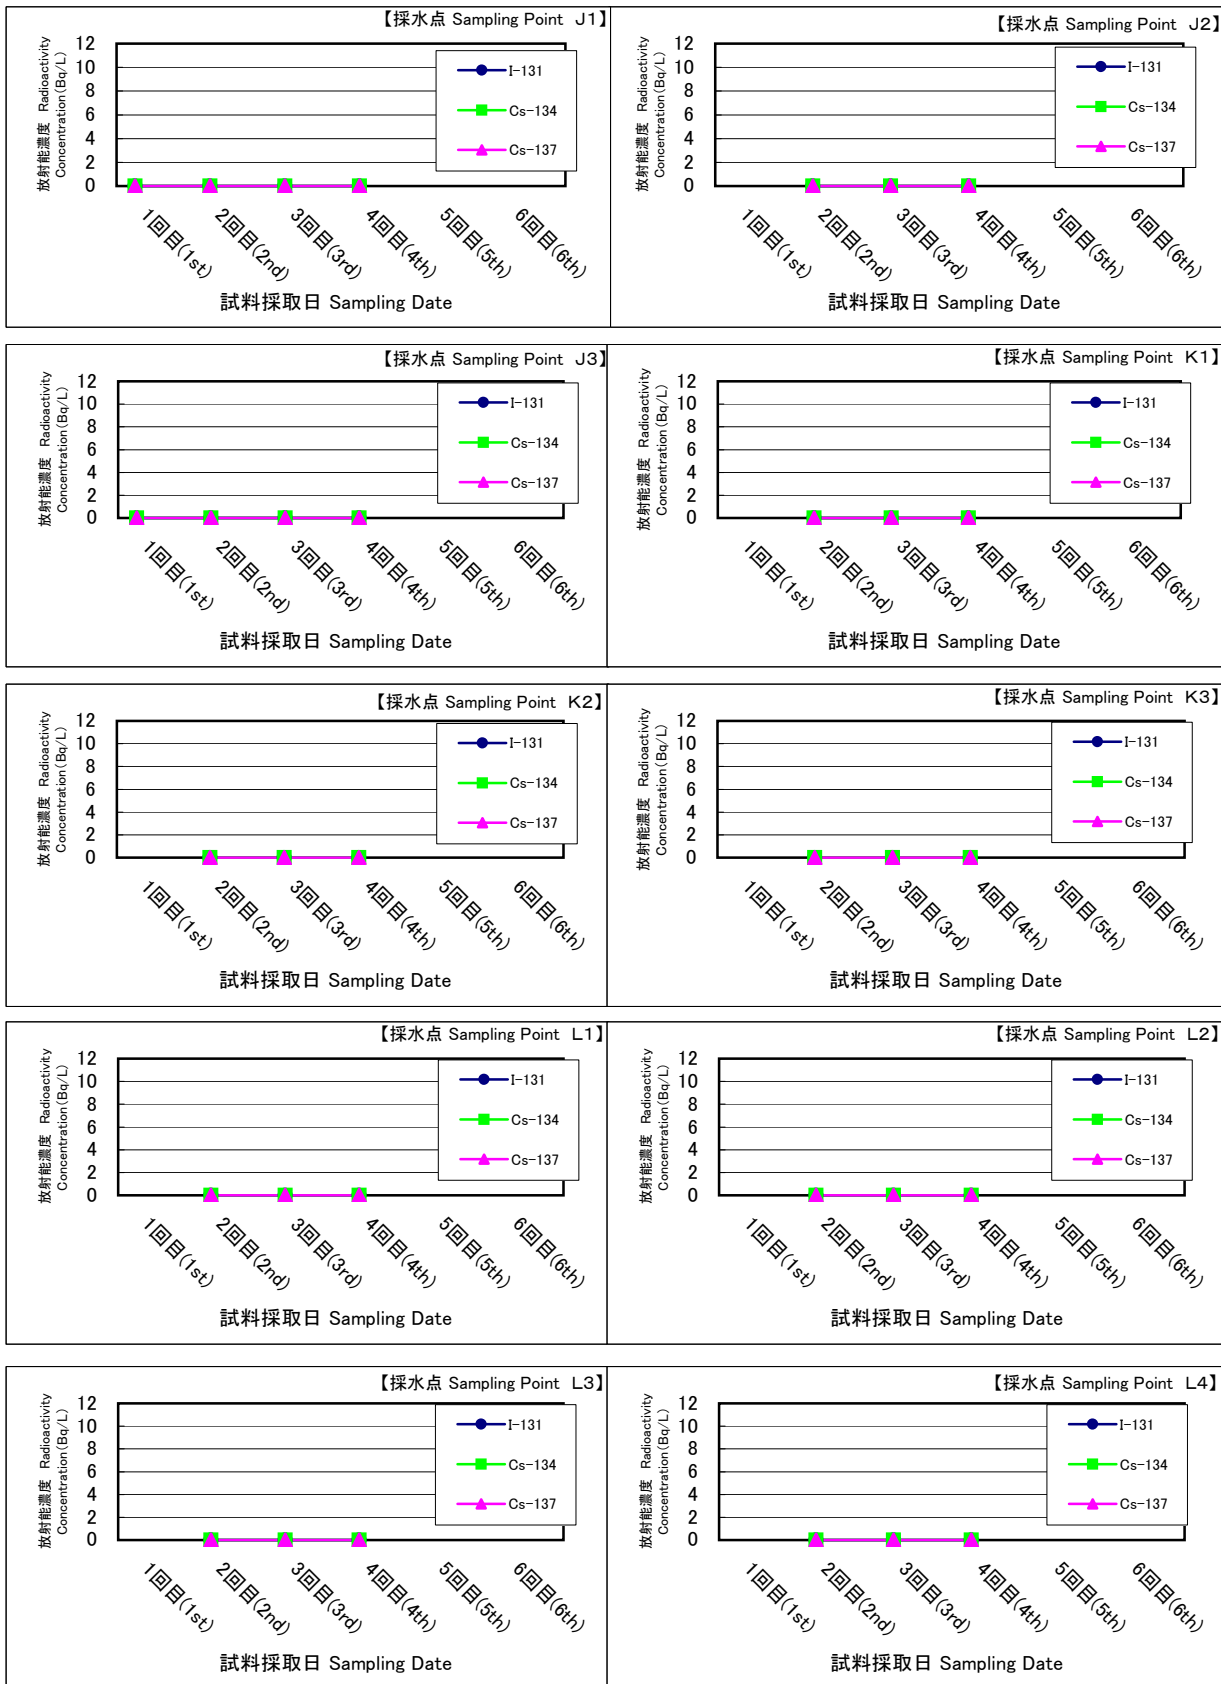 【採水点 Sampling Point J1】
放射能濃度 Radioactivity
Concentration(Bq/L)
12
10
8
6
4
2
0
I-131
Cs-134
Cs-137
1回目(1st)
2回目(2nd)
3回目(3rd)
4回目(4th)
5回目(5th)
6回目(6th)
試料採取日 Sampling Date
【採水点 Sampling Point J2】
放射能濃度 Radioactivity
Concentration(Bq/L)
12
10
8
6
4
2
0
I-131
Cs-134
Cs-137
1回目(1st)
2回目(2nd)
3回目(3rd)
4回目(4th)
5回目(5th)
6回目(6th)
試料採取日 Sampling Date
【採水点 Sampling Point J3】
放射能濃度 Radioactivity
Concentration(Bq/L)
12
10
8
6
4
2
0
I-131
Cs-134
Cs-137
1回目(1st)
2回目(2nd)
3回目(3rd)
4回目(4th)
5回目(5th)
6回目(6th)
試料採取日 Sampling Date
【採水点 Sampling Point K1】
放射能濃度 Radioactivity
Concentration(Bq/L)
12
10
8
6
4
2
0
I-131
Cs-134
Cs-137
1回目(1st)
2回目(2nd)
3回目(3rd)
4回目(4th)
5回目(5th)
6回目(6th)
試料採取日 Sampling Date
【採水点 Sampling Point K2】
放射能濃度 Radioactivity
Concentration(Bq/L)
12
10
8
6
4
2
0
I-131
Cs-134
Cs-137
1回目(1st)
2回目(2nd)
3回目(3rd)
4回目(4th)
5回目(5th)
6回目(6th)
試料採取日 Sampling Date
【採水点 Sampling Point K3】
放射能濃度 Radioactivity
Concentration(Bq/L)
12
10
8
6
4
2
0
I-131
Cs-134
Cs-137
1回目(1st)
2回目(2nd)
3回目(3rd)
4回目(4th)
5回目(5th)
6回目(6th)
試料採取日 Sampling Date
【採水点 Sampling Point L1】
放射能濃度 Radioactivity
Concentration(Bq/L)
12
10
8
6
4
2
0
I-131
Cs-134
Cs-137
1回目(1st)
2回目(2nd)
3回目(3rd)
4回目(4th)
5回目(5th)
6回目(6th)
試料採取日 Sampling Date
【採水点 Sampling Point L2】
放射能濃度 Radioactivity
Concentration(Bq/L)
12
10
8
6
4
2
0
I-131
Cs-134
Cs-137
1回目(1st)
2回目(2nd)
3回目(3rd)
4回目(4th)
5回目(5th)
6回目(6th)
試料採取日 Sampling Date
【採水点 Sampling Point L3】
放射能濃度 Radioactivity
Concentration(Bq/L)
12
10
8
6
4
2
0
I-131
Cs-134
Cs-137
1回目(1st)
2回目(2nd)
3回目(3rd)
4回目(4th)
5回目(5th)
6回目(6th)
試料採取日 Sampling Date
【採水点 Sampling Point L4】
放射能濃度 Radioactivity
Concentration(Bq/L)
12
10
8
6
4
2
0
I-131
Cs-134
Cs-137
1回目(1st)
2回目(2nd)
3回目(3rd)
4回目(4th)
5回目(5th)
6回目(6th)
試料採取日 Sampling Date